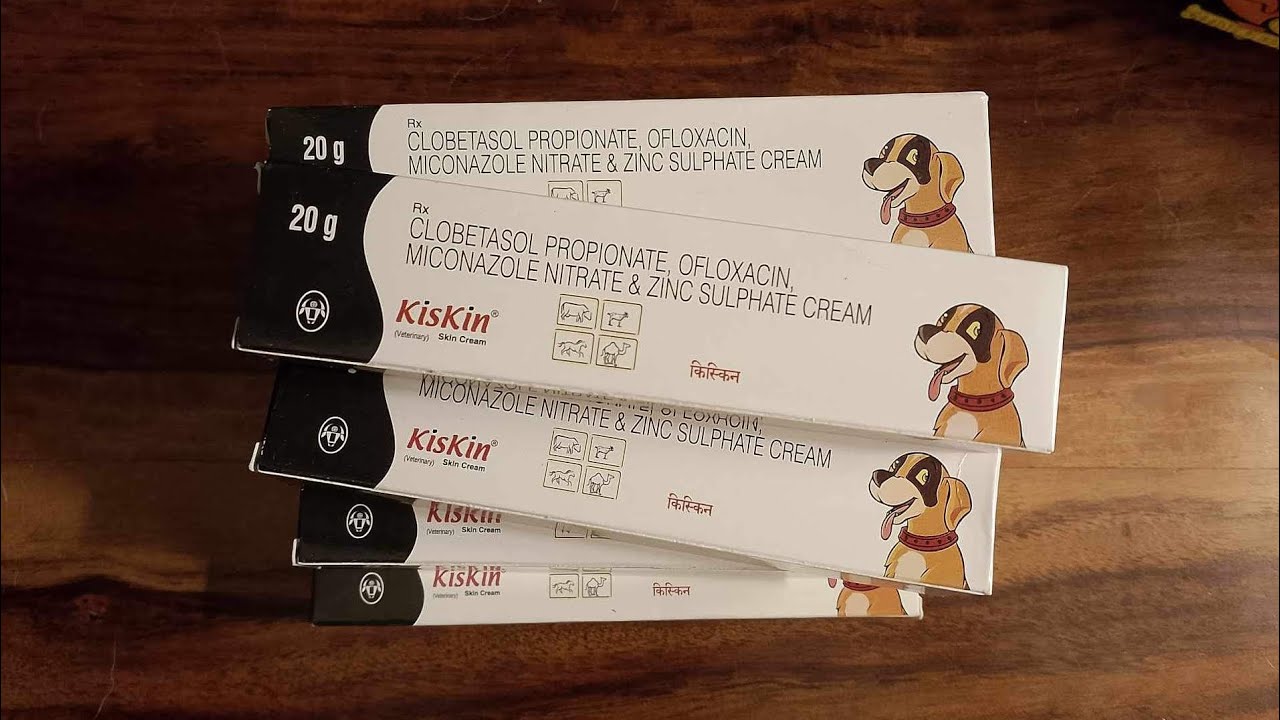 20 g
Rx
CLOBETASOL PROPIONATE, OFLOXACIN,
MICONAZOLE NITRATE & ZINC SULPHATE CREAM
20 g
Rx
CLOBETASOL PROPIONATE, OFLOXACIN,
MICONAZOLE NITRATE & ZINC SULPHATE CREAM
KisKin®
(Veterinary) Skin Cream
किस्किन
MICONAZOLE NITRATE & ZINC SULPHATE CREAM
KisKin®
(Veterinary) Skin Cream
किस्किन
KisKin®
(Veterinary) Skin Cream
KisKin®
(Veterinary) Skin Cream
किस्किन